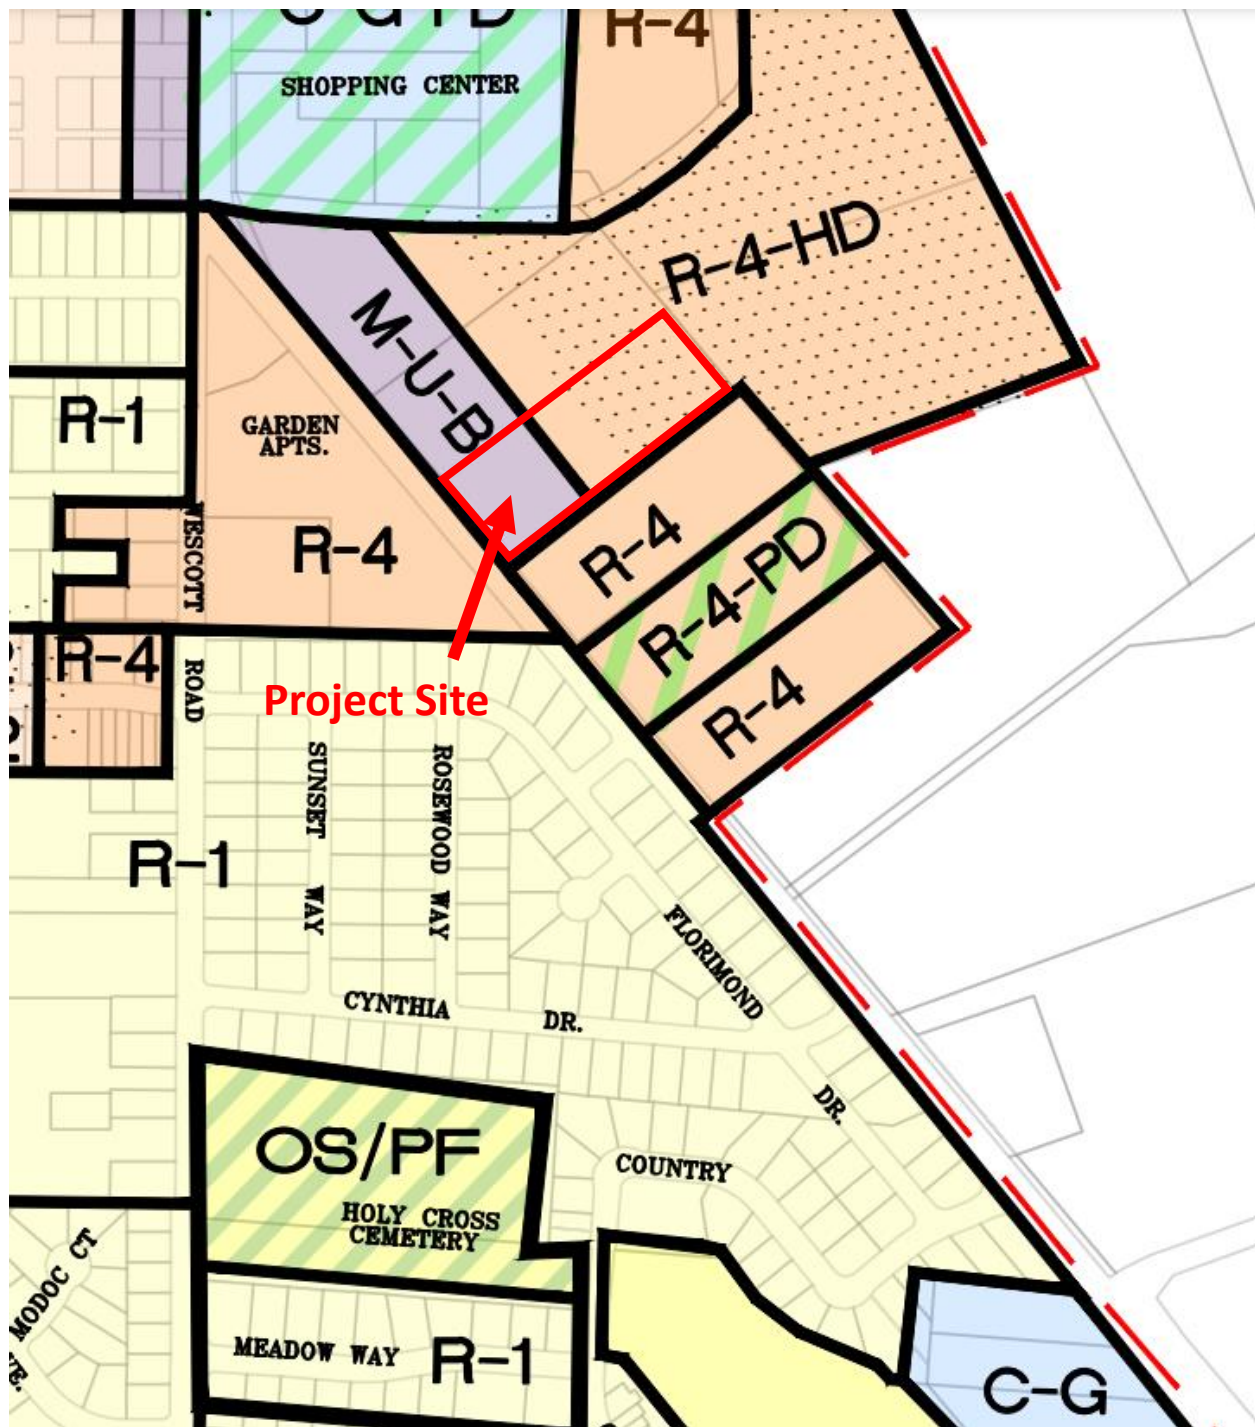 R-4
SHOPPING CENTER
R-4-HD
M-U-B
R-1
GARDEN
APTS.
WESCOTT
R-4
R-4
R-4-PD
R-4
R-4
ROAD
Project Site
SUNSET
WAY
ROSEWOOD WAY
R-1
FLORIMOND
DR.
CYNTHIA
DR.
OS/PF
HOLY CROSS
CEMETERY
COUNTRY
MODOC CT
MEADOW WAY
R-1
C-G